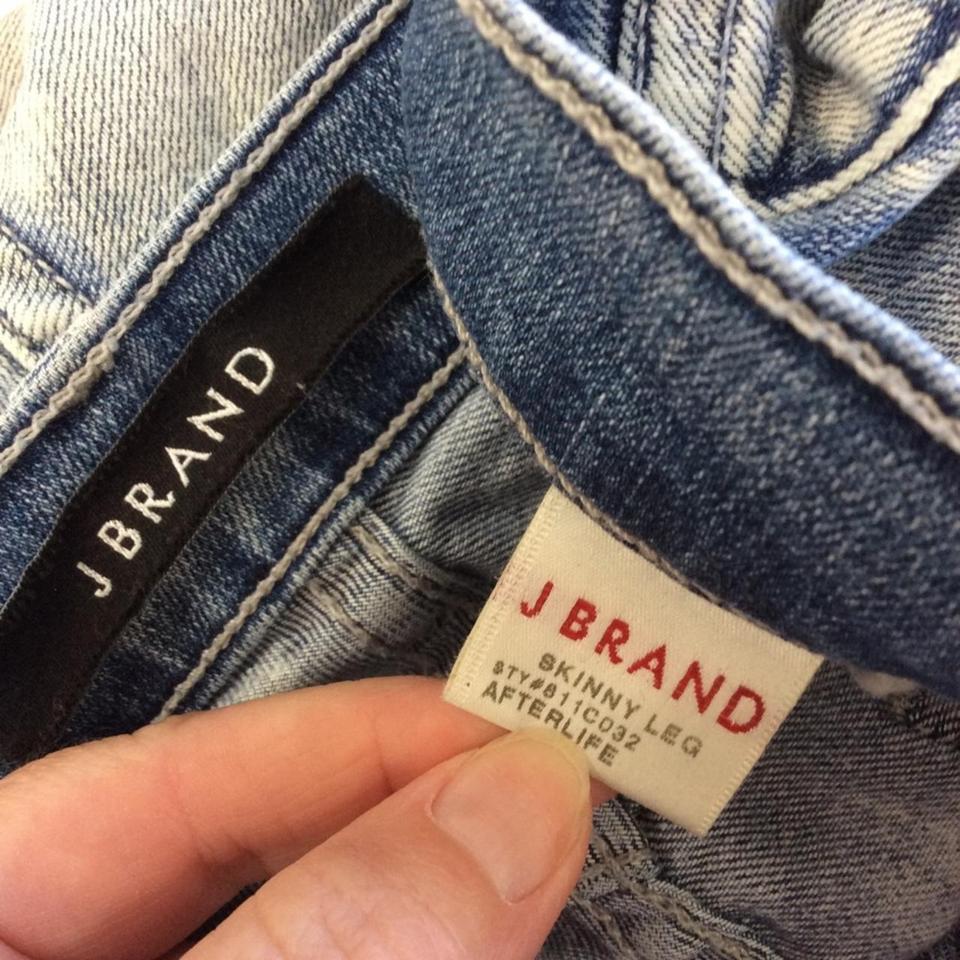 J BRAND
J BRAND
SKINNY LEG
STY#811C032
AFTERLIFE